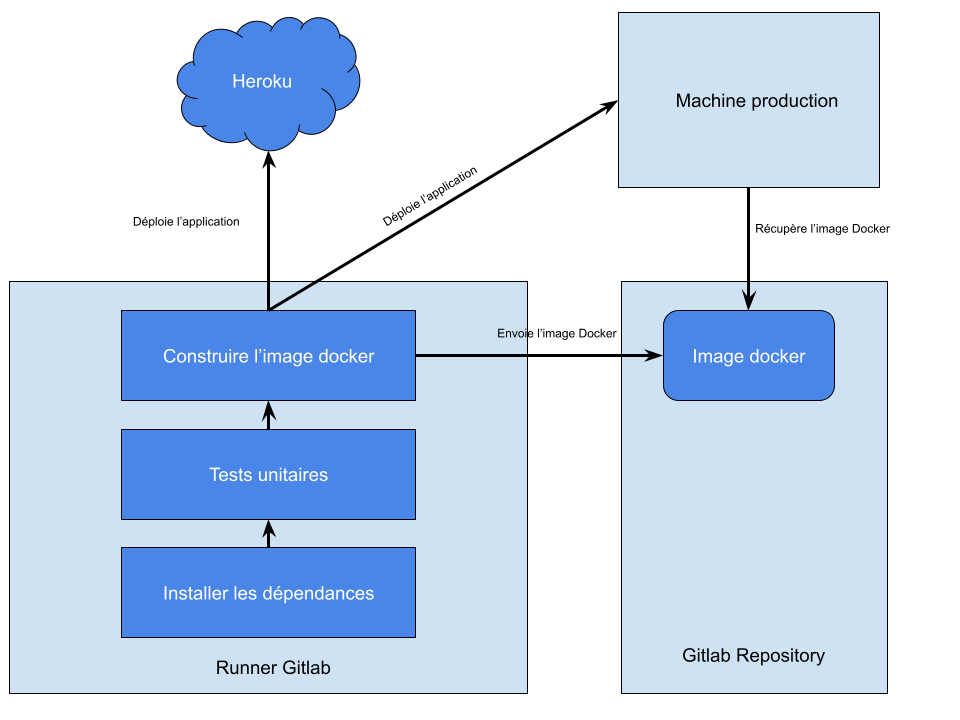 Heroku
Machine production
Déploie l’application
Déploie l’application
Récupère l’image Docker
Construire l’image docker
Envoie l’image Docker
Image docker
Tests unitaires
Installer les dépendances
Runner Gitlab
Gitlab Repository